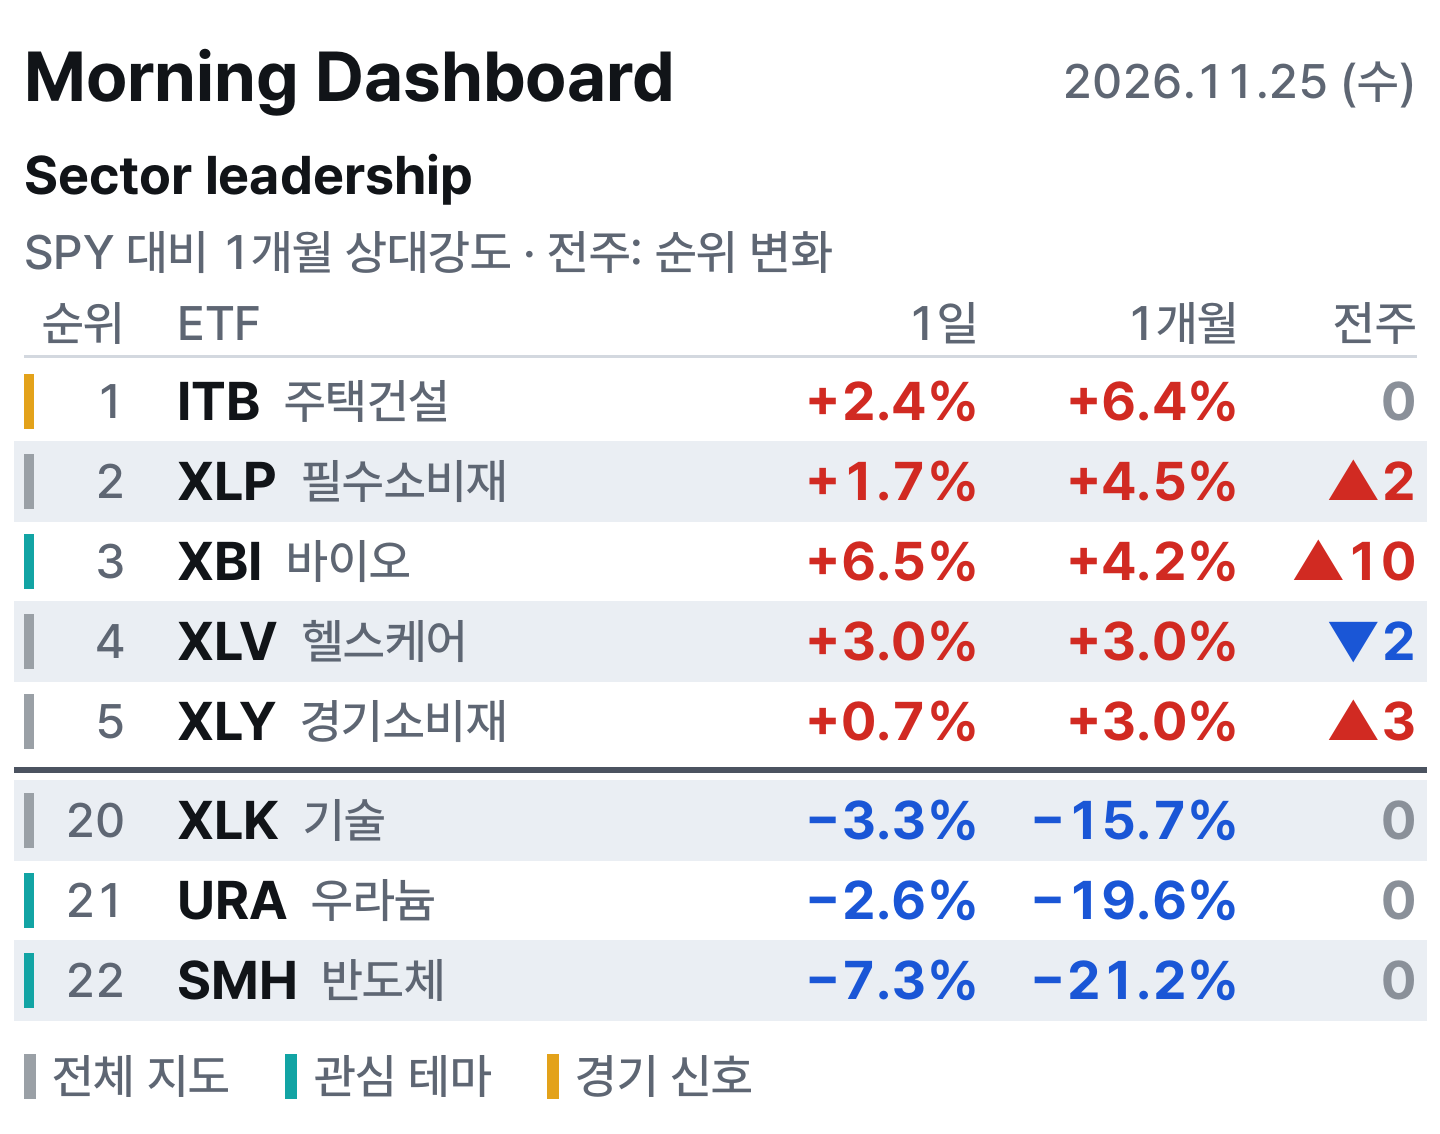 Morning Dashboard 2026.11.25 (수)
Sector leadership
SPY 대비 1개월 상대강도 · 전주: 순위 변화
순위 ETF 1일 1개월 전주
1 ITB 주택건설 +2.4% +6.4% 0
2 XLP 필수소비재 +1.7% +4.5% ▲2
3 XBI 바이오 +6.5% +4.2% ▲10
4 XLV 헬스케어 +3.0% +3.0% ▼2
5 XLY 경기소비재 +0.7% +3.0% ▲3
20 XLK 기술 −3.3% −15.7% 0
21 URA 우라늄 −2.6% −19.6% 0
22 SMH 반도체 −7.3% −21.2% 0
전체 지도 관심 테마 경기 신호